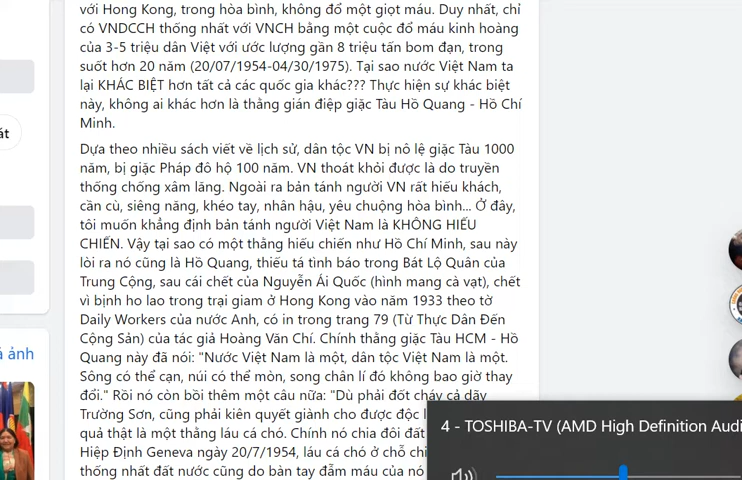 với Hong Kong, trong hòa bình, không đổ một giọt máu. Duy nhất, chỉ
có VNDCCH thống nhất với VNCH bằng một cuộc đổ máu kinh hoàng
của 3-5 triệu dân Việt với ước lượng gần 8 triệu tấn bom đạn, trong
suốt hơn 20 năm (20/07/1954-04/30/1975). Tại sao nước Việt Nam ta
lại KHÁC BIỆT hơn tất cả các quốc gia khác??? Thực hiện sự khác biệt
này, không ai khác hơn là thằng gián điệp giặc Tàu Hồ Quang - Hồ Chí
Minh.
át
Dựa theo nhiều sách viết về lịch sử, dân tộc VN bị nô lệ giặc Tàu 1000
năm, bị giặc Pháp đô hộ 100 năm. VN thoát khỏi được là do truyền
thống chống xâm lăng. Ngoài ra bản tánh người VN rất hiếu khách,
cần cù, siêng năng, khéo tay, nhân hậu, yêu chuộng hòa bình... Ở đây,
tôi muốn khẳng định bản tánh người Việt Nam là KHÔNG HIẾU
CHIẾN. Vậy tại sao có một thằng hiếu chiến như Hồ Chí Minh, sau này
lòi ra nó cũng là Hồ Quang, thiếu tá tình báo trong Bát Lộ Quân của
Trung Cộng, sau cái chết của Nguyễn Ái Quốc (hình mang cà vạt), chết
vì bịnh ho lao trong trại giam ở Hong Kong vào năm 1933 theo tờ
Daily Workers của nước Anh, có in trong trang 79 (Từ Thực Dân Đến
Cộng Sản) của tác giả Hoàng Văn Chí. Chính thằng giặc Tàu HCM - Hồ
Quang này đã nói: "Nước Việt Nam là một, dân tộc Việt Nam là một.
Sông có thể cạn, núi có thể mòn, song chân lí đó không bao giờ thay
đổi." Rồi nó còn bồi thêm một câu nữa: "Dù phải đốt cháy cả dãy
Trường Sơn, cũng phải kiên quyết giành cho được độc l
quả thật là một thằng láu cá chó. Chính nó chia đôi đất
Hiệp Định Geneva ngày 20/7/1954, láu cá chó ở chỗ chi
thống nhất đất nước cũng do bàn tay đẫm máu của nó
ả ảnh
4 - TOSHIBA-TV (AMD High Definition Audi